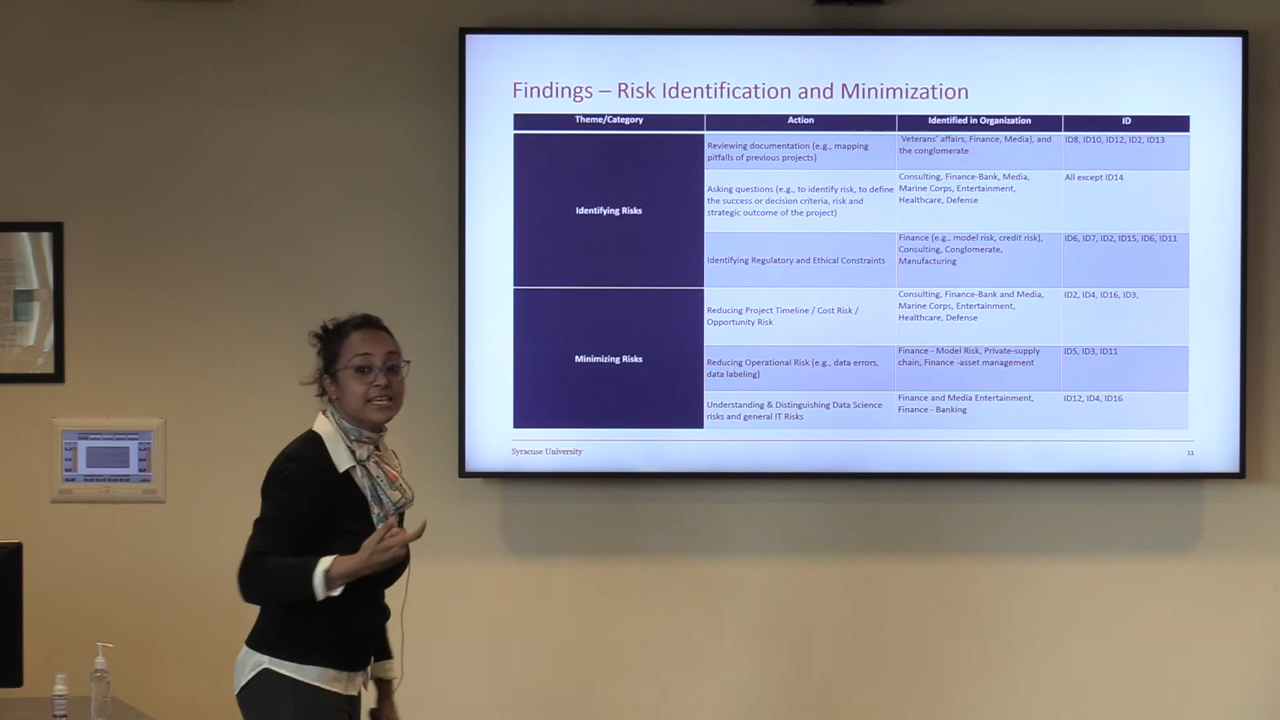 Findings – Risk Identification and Minimization
Theme/Category
Action
Identified in Organization
ID
Identifying Risks
Reviewing documentation (e.g., mapping
pitfalls of previous projects)
Veterans' affairs, Finance, Media), and
the conglomerate
ID8, ID10, ID12, ID2, ID13
Asking questions (e.g., to identify risk, to define
the success or decision criteria, risk and
strategic outcome of the project)
Consulting, Finance-Bank, Media,
Marine Corps, Entertainment,
Healthcare, Defense
All except ID14
Identifying Regulatory and Ethical Constraints
Finance (e.g., model risk, credit risk),
Consulting, Conglomerate,
Manufacturing
ID6, ID7, ID2, ID15, ID6, ID11
Minimizing Risks
Reducing Project Timeline / Cost Risk /
Opportunity Risk
Consulting, Finance-Bank and Media,
Marine Corps, Entertainment,
Healthcare, Defense
ID2, ID4, ID16, ID3,
Reducing Operational Risk (e.g., data errors,
data labeling)
Finance - Model Risk, Private-supply
chain, Finance -asset management
ID5, ID3, ID11
Understanding & Distinguishing Data Science
risks and general IT Risks
Finance and Media Entertainment,
Finance - Banking
ID12, ID4, ID16
Syracuse University
11